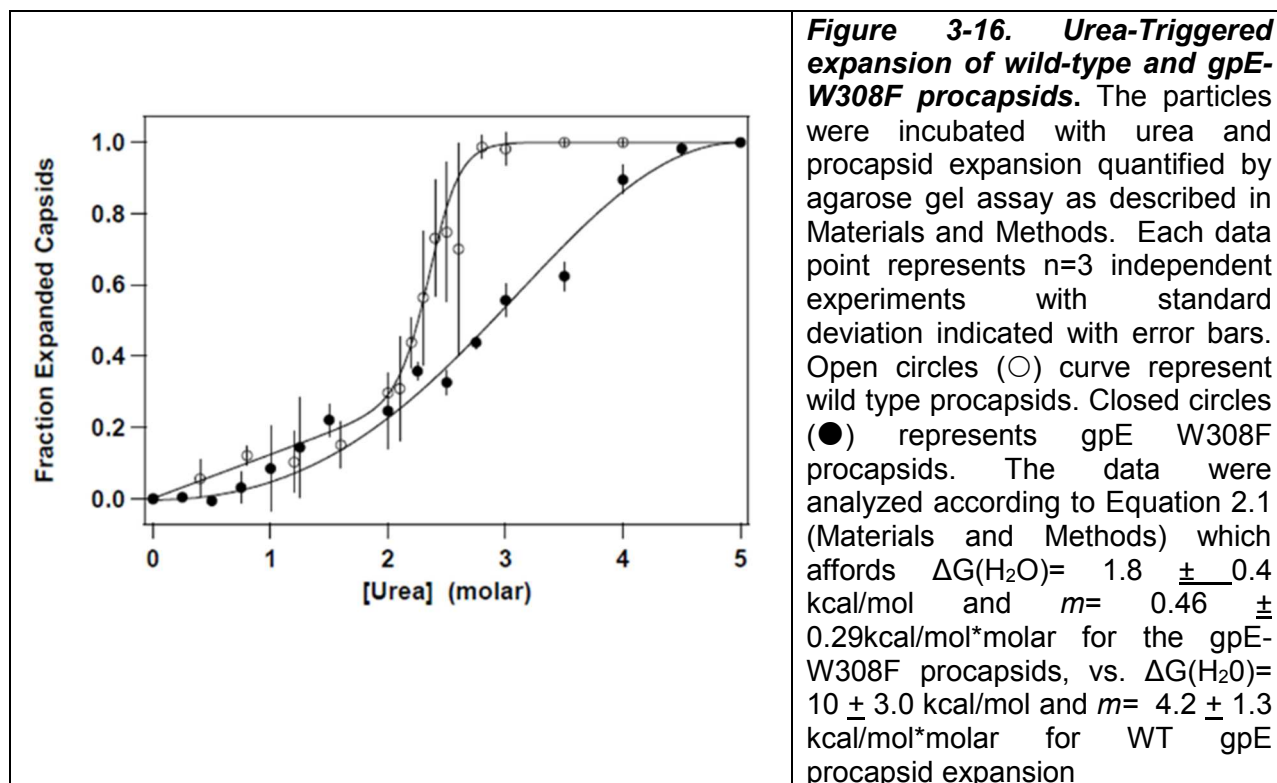 1.0
0.8
0.6
0.4
0.2
0.0
Fraction Expanded Capsids
0 1 2 3 4 5
[Urea] (molar)
Figure 3-16. Urea-Triggered
expansion of wild-type and gpE-
W308F procapsids. The particles
were incubated with urea and
procapsid expansion quantified by
agarose gel assay as described in
Materials and Methods. Each data
point represents n=3 independent
experiments with standard
deviation indicated with error bars.
Open circles (○) curve represent
wild type procapsids. Closed circles
(●) represents gpE W308F
procapsids. The data were
analyzed according to Equation 2.1
(Materials and Methods) which
affords ΔG(H₂O)= 1.8 ± 0.4
kcal/mol and m= 0.46 ±
0.29kcal/mol*molar for the gpE-
W308F procapsids, vs. ΔG(H₂0)=
10 ± 3.0 kcal/mol and m= 4.2 ± 1.3
kcal/mol*molar for WT gpE
procapsid expansion